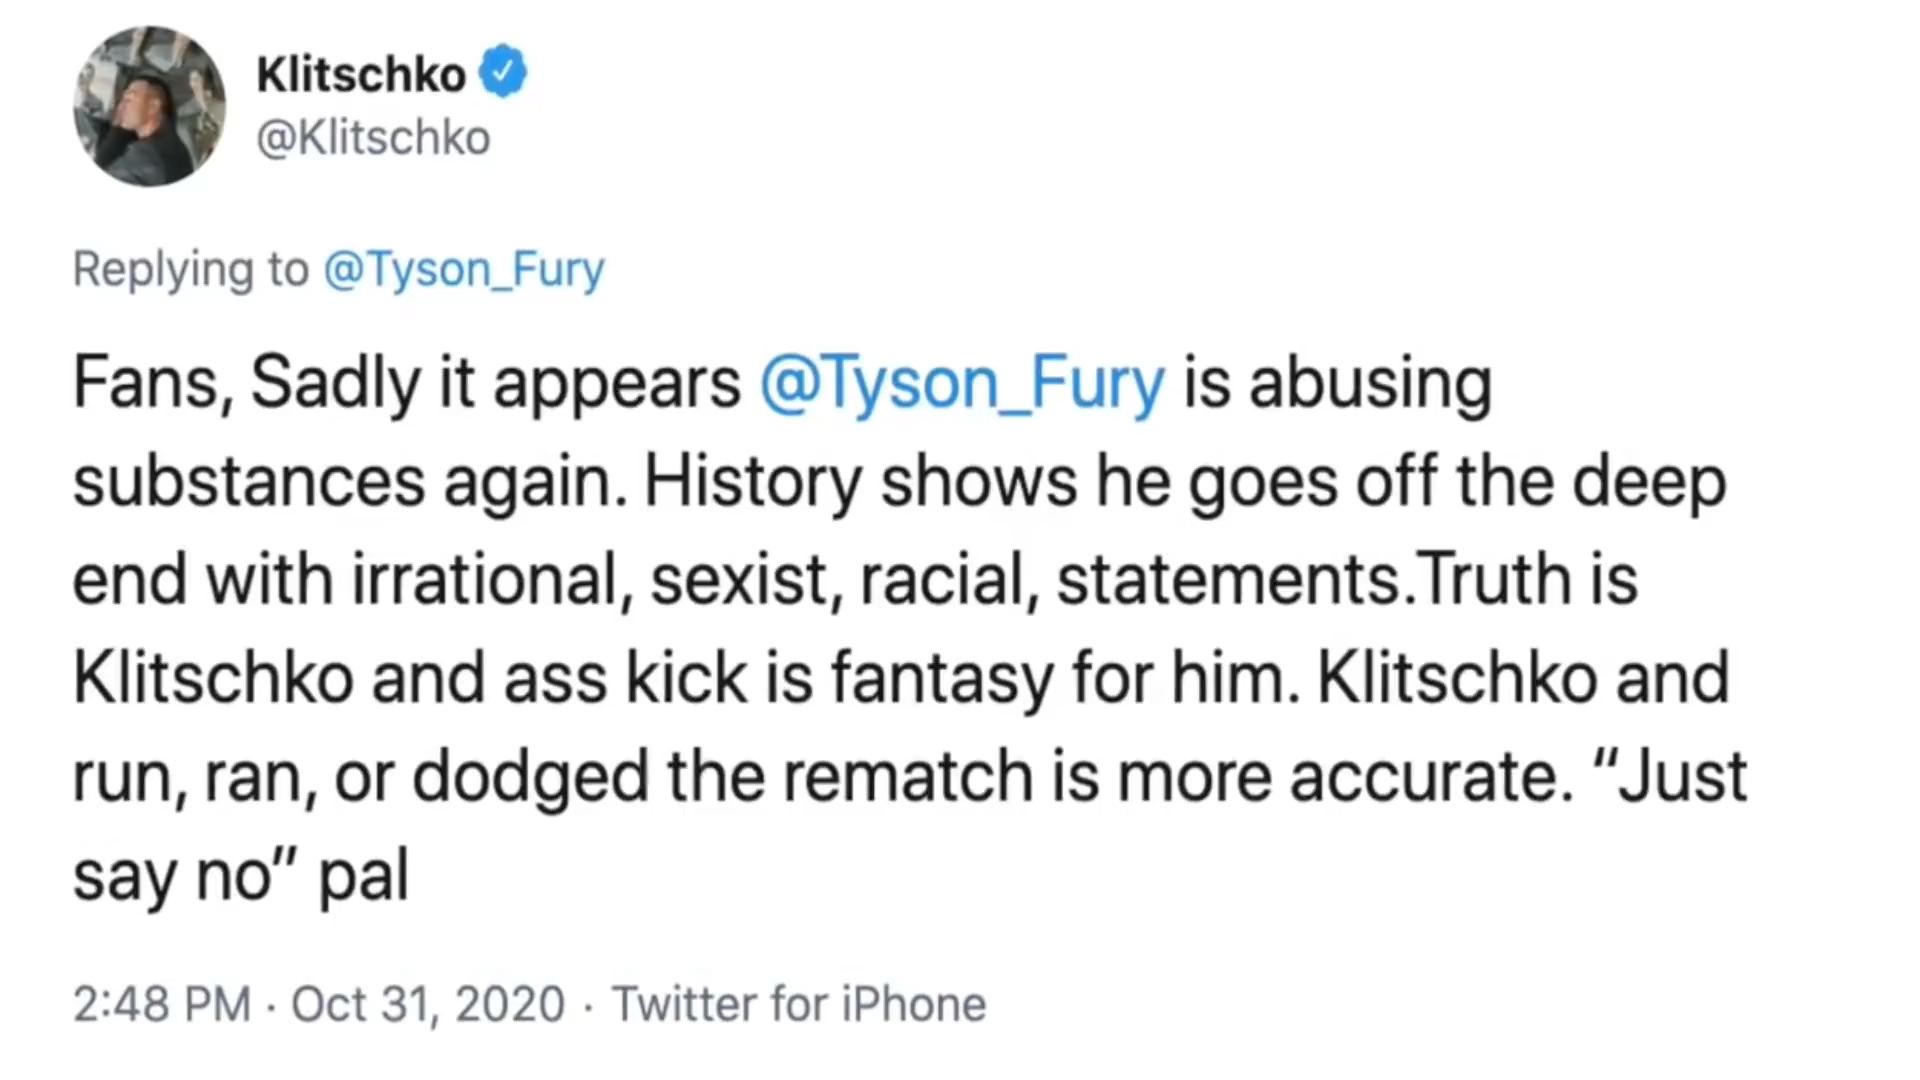 Klitschko
@Klitschko
Replying to @Tyson_Fury
Fans, Sadly it appears @Tyson_Fury is abusing
substances again. History shows he goes off the deep
end with irrational, sexist, racial, statements.Truth is
Klitschko and ass kick is fantasy for him. Klitschko and
run, ran, or dodged the rematch is more accurate. “Just
say no” pal
2:48 PM · Oct 31, 2020 · Twitter for iPhone